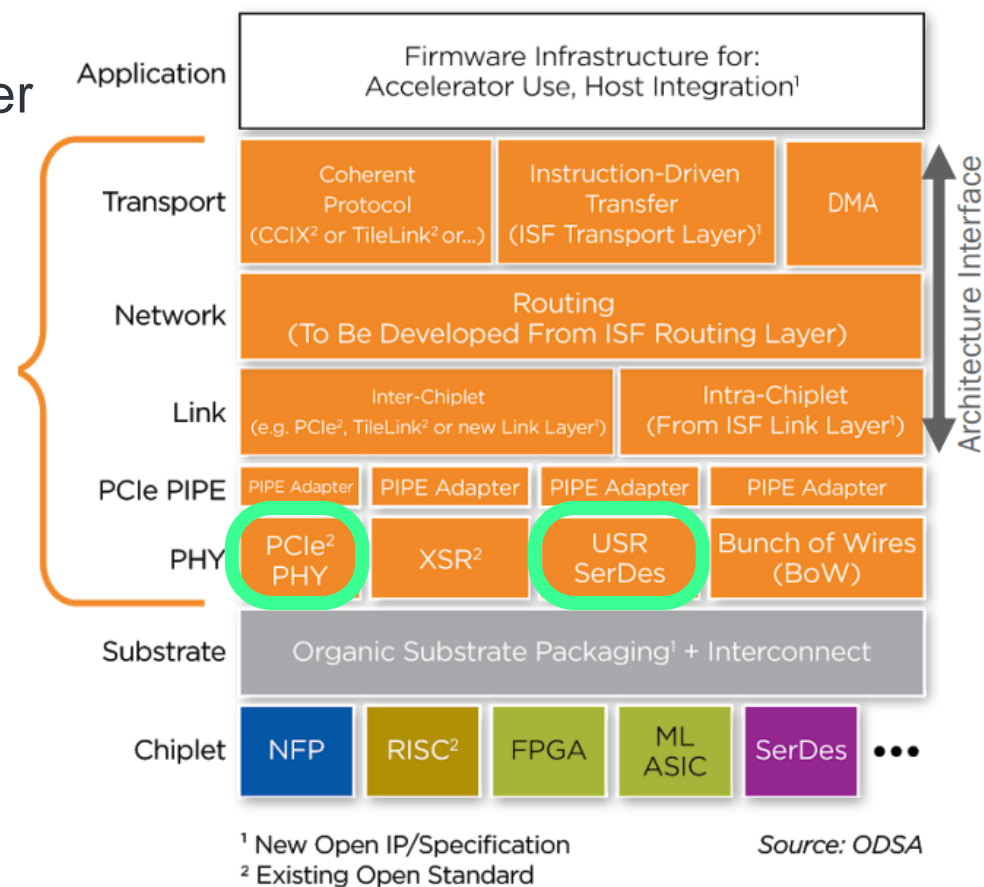 er
Application
Firmware Infrastructure for:
Accelerator Use, Host Integration¹
Transport
Coherent
Protocol
(CCIX² or TileLink² or...)
Instruction-Driven
Transfer
(ISF Transport Layer)¹
DMA
Architecture Interface
Network
Routing
(To Be Developed From ISF Routing Layer)
Link
Inter-Chiplet
(e.g. PCIe², TileLink² or new Link Layer¹)
Intra-Chiplet
(From ISF Link Layer¹)
PCIe PIPE
PIPE Adapter
PIPE Adapter
PIPE Adapter
PIPE Adapter
PHY
PCIe²
PHY
XSR²
USR
SerDes
Bunch of Wires
(BoW)
Substrate
Organic Substrate Packaging¹ + Interconnect
Chiplet
NFP
RISC²
FPGA
ML
ASIC
SerDes
•••
¹ New Open IP/Specification
Source: ODSA
² Existing Open Standard